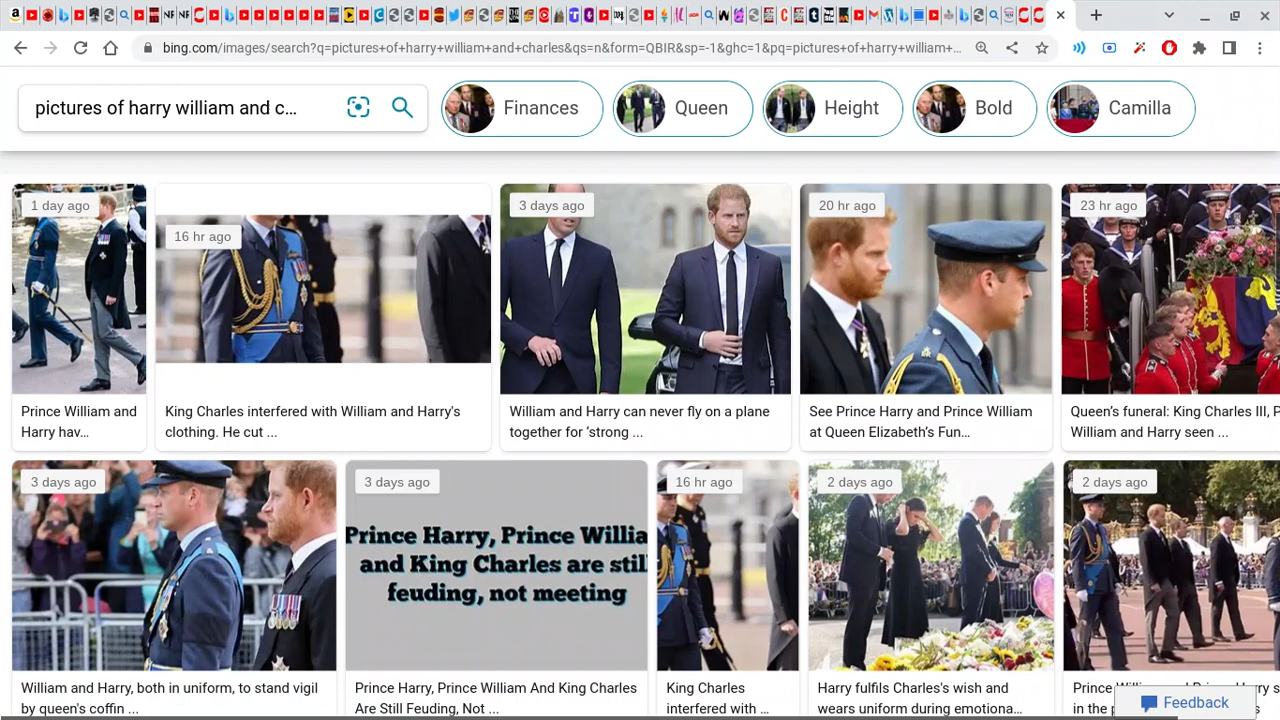 bing.com/images/search?q=pictures+of+harry+willem+and+charles&qs=n&form=QBIR&sp=-1&ghc=1&pq=pictures+of+harry+william+...
pictures of harry william and c...
Finances
Queen
Height
Bold
Camilla
1 day ago
Prince William and
Harry hav...
16 hr ago
King Charles interfered with William and Harry's
clothing. He cut ...
3 days ago
William and Harry can never fly on a plane
together for ‘strong ...
20 hr ago
See Prince Harry and Prince William
at Queen Elizabeth’s Fun...
23 hr ago
Queen’s funeral: King Charles III, P
William and Harry seen ...
3 days ago
William and Harry, both in uniform, to stand vigil
by queen's coffin ...
3 days ago
Prince Harry, Prince Willia
and King Charles are still
feuding, not meeting
Prince Harry, Prince William And King Charles
Are Still Feuding, Not ...
16 hr ago
King Charles
interfered with ...
2 days ago
Harry fulfils Charles's wish and
wears uniform during emotiona...
2 days ago
Prince
in the
Feedback